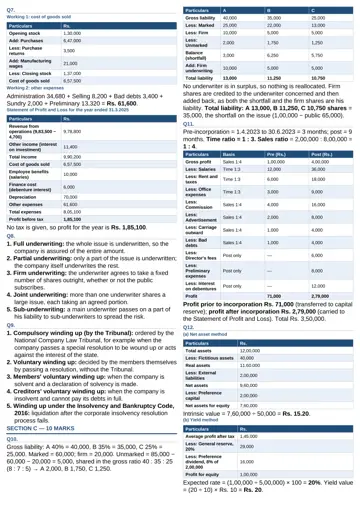 Q7.
Working 1: cost of goods sold
Particulars Rs.
Opening stock 1,30,000
Add: Purchases 6,47,000
Less: Purchase returns 3,500
Add: Manufacturing wages 21,000
Less: Closing stock 1,37,000
Cost of goods sold 6,57,500
Working 2: other expenses
Administration 34,680 + Selling 8,200 + Bad debts 3,400 +
Sundry 2,000 + Preliminary 13,320 = Rs. 61,600.
Statement of Profit and Loss for the year ended 31.3.2025
Particulars Rs.
Revenue from operations (9,83,500 − 4,700) 9,78,800
Other income (interest on investment) 11,400
Total income 9,90,200
Cost of goods sold 6,57,500
Employee benefits (salary) 10,000
Finance cost (debenture interest) 6,000
Depreciation 70,000
Other expenses 61,600
Total expenses 8,05,100
Profit before tax 1,85,100
No tax is given, so profit for the year is Rs. 1,85,100.
Q8.
1. Full underwriting: the whole issue is underwritten, so the
company is assured of the entire amount.
2. Partial underwriting: only a part of the issue is underwritten;
the company itself underwrites the rest.
3. Firm underwriting: the underwriter agrees to take a fixed
number of shares outright, whether or not the public
subscribes.
4. Joint underwriting: more than one underwriter shares a
large issue, each taking an agreed portion.
5. Sub-underwriting: a main underwriter passes on a part of
his liability to sub-underwriters to spread the risk.
Q9.
1. Compulsory winding up (by the Tribunal): ordered by the
National Company Law Tribunal, for example when the
company passes a special resolution to be wound up or acts
against the interest of the state.
2. Voluntary winding up: decided by the members themselves
by passing a resolution, without the Tribunal.
3. Members' voluntary winding up: when the company is
solvent and a declaration of solvency is made.
4. Creditors' voluntary winding up: when the company is
insolvent and cannot pay its debts in full.
5. Winding up under the Insolvency and Bankruptcy Code,
2016: liquidation after the corporate insolvency resolution
process fails.
SECTION C — 10 MARKS
Q10.
Gross liability: A 40% = 40,000, B 35% = 35,000, C 25% =
25,000. Marked = 60,000; firm = 20,000. Unmarked = 85,000 −
60,000 − 20,000 = 5,000, shared in the gross ratio 40 : 35 : 25
(8 : 7 : 5) → A 2,000, B 1,750, C 1,250.
Particulars A B C
Gross liability 40,000 35,000 25,000
Less: Marked 25,000 22,000 13,000
Less: Firm 10,000 5,000 5,000
Less: Unmarked 2,000 1,750 1,250
Balance (shortfall) 3,000 6,250 5,750
Add: Firm underwriting 10,000 5,000 5,000
Total liability 13,000 11,250 10,750
No underwriter is in surplus, so nothing is reallocated. Firm
shares are credited to the underwriter concerned and then
added back, as both the shortfall and the firm shares are his
liability. Total liability: A 13,000, B 11,250, C 10,750 shares =
35,000, the shortfall on the issue (1,00,000 − public 65,000).
Q11.
Pre-incorporation = 1.4.2023 to 30.6.2023 = 3 months; post = 9
months. Time ratio = 1 : 3. Sales ratio = 2,00,000 : 8,00,000 =
1 : 4.
Particulars Basis Pre (Rs.) Post (Rs.)
Gross profit Sales 1:4 1,00,000 4,00,000
Less: Salaries Time 1:3 12,000 36,000
Less: Rent and taxes Time 1:3 6,000 18,000
Less: Office expenses Time 1:3 3,000 9,000
Less: Commission Sales 1:4 4,000 16,000
Less: Advertisement Sales 1:4 2,000 8,000
Less: Carriage outward Sales 1:4 1,000 4,000
Less: Bad debts Sales 1:4 1,000 4,000
Less: Director's fees Post only — 6,000
Less: Preliminary expenses Post only — 8,000
Less: Interest on debentures Post only — 12,000
Profit 71,000 2,79,000
Profit prior to incorporation Rs. 71,000 (transferred to capital
reserve); profit after incorporation Rs. 2,79,000 (carried to
the Statement of Profit and Loss). Total Rs. 3,50,000.
Q12.
(a) Net asset method
Particulars Rs.
Total assets 12,00,000
Less: Fictitious assets 40,000
Real assets 11,60,000
Less: External liabilities 2,00,000
Net assets 9,60,000
Less: Preference capital 2,00,000
Net assets for equity 7,60,000
Intrinsic value = 7,60,000 ÷ 50,000 = Rs. 15.20.
(b) Yield method
Particulars Rs.
Average profit after tax 1,45,000
Less: General reserve, 20% 29,000
Less: Preference dividend, 8% of 2,00,000 16,000
Profit for equity 1,00,000
Expected rate = (1,00,000 ÷ 5,00,000) × 100 = 20%. Yield value
= (20 ÷ 10) × Rs. 10 = Rs. 20.